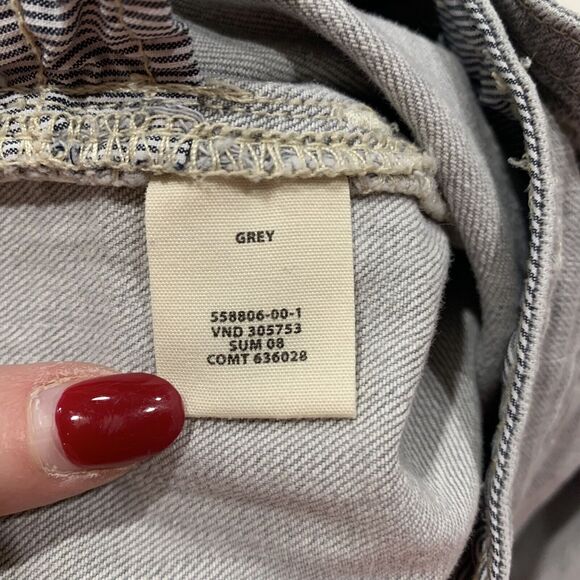 GREY
558806-00-1
VND 305753
SUM 08
COMT 636028